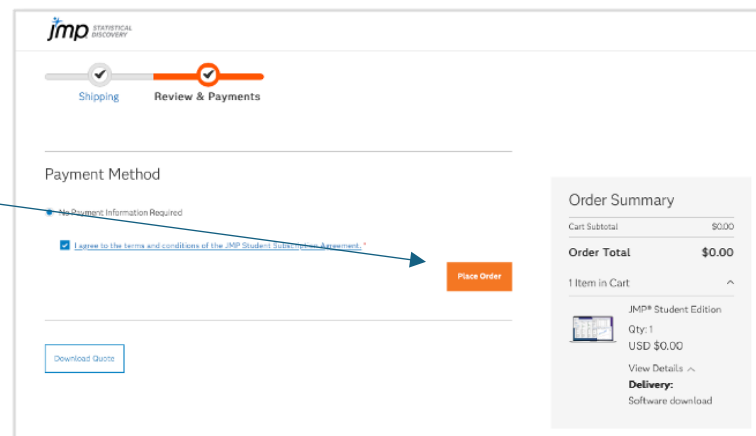 jmp STATISTICAL
DISCOVERY
Shipping
Review & Payments
Payment Method
No Payment Information Required
I agree to the terms and conditions of the JMP Student Subscription Agreement. *
Place Order
Download Quote
Order Summary
Cart Subtotal $0.00
Order Total $0.00
1 Item in Cart
JMP® Student Edition
Qty: 1
USD $0.00
View Details
Delivery:
Software download